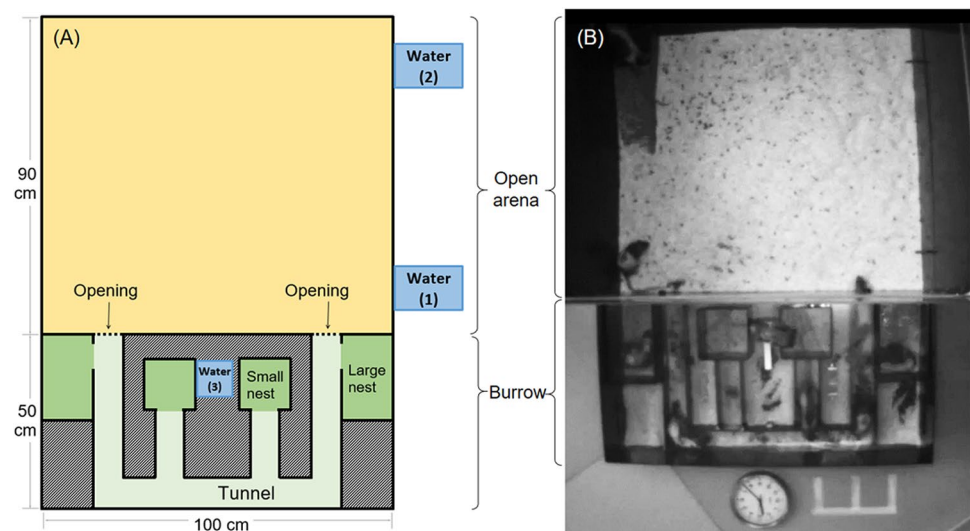 (A)
(B)
Water
(2)
90
cm
Open
arena
Water
(1)
Opening
Opening
Water
(3)
Small
nest
Large
nest
Burrow
50
cm
Tunnel
100 cm